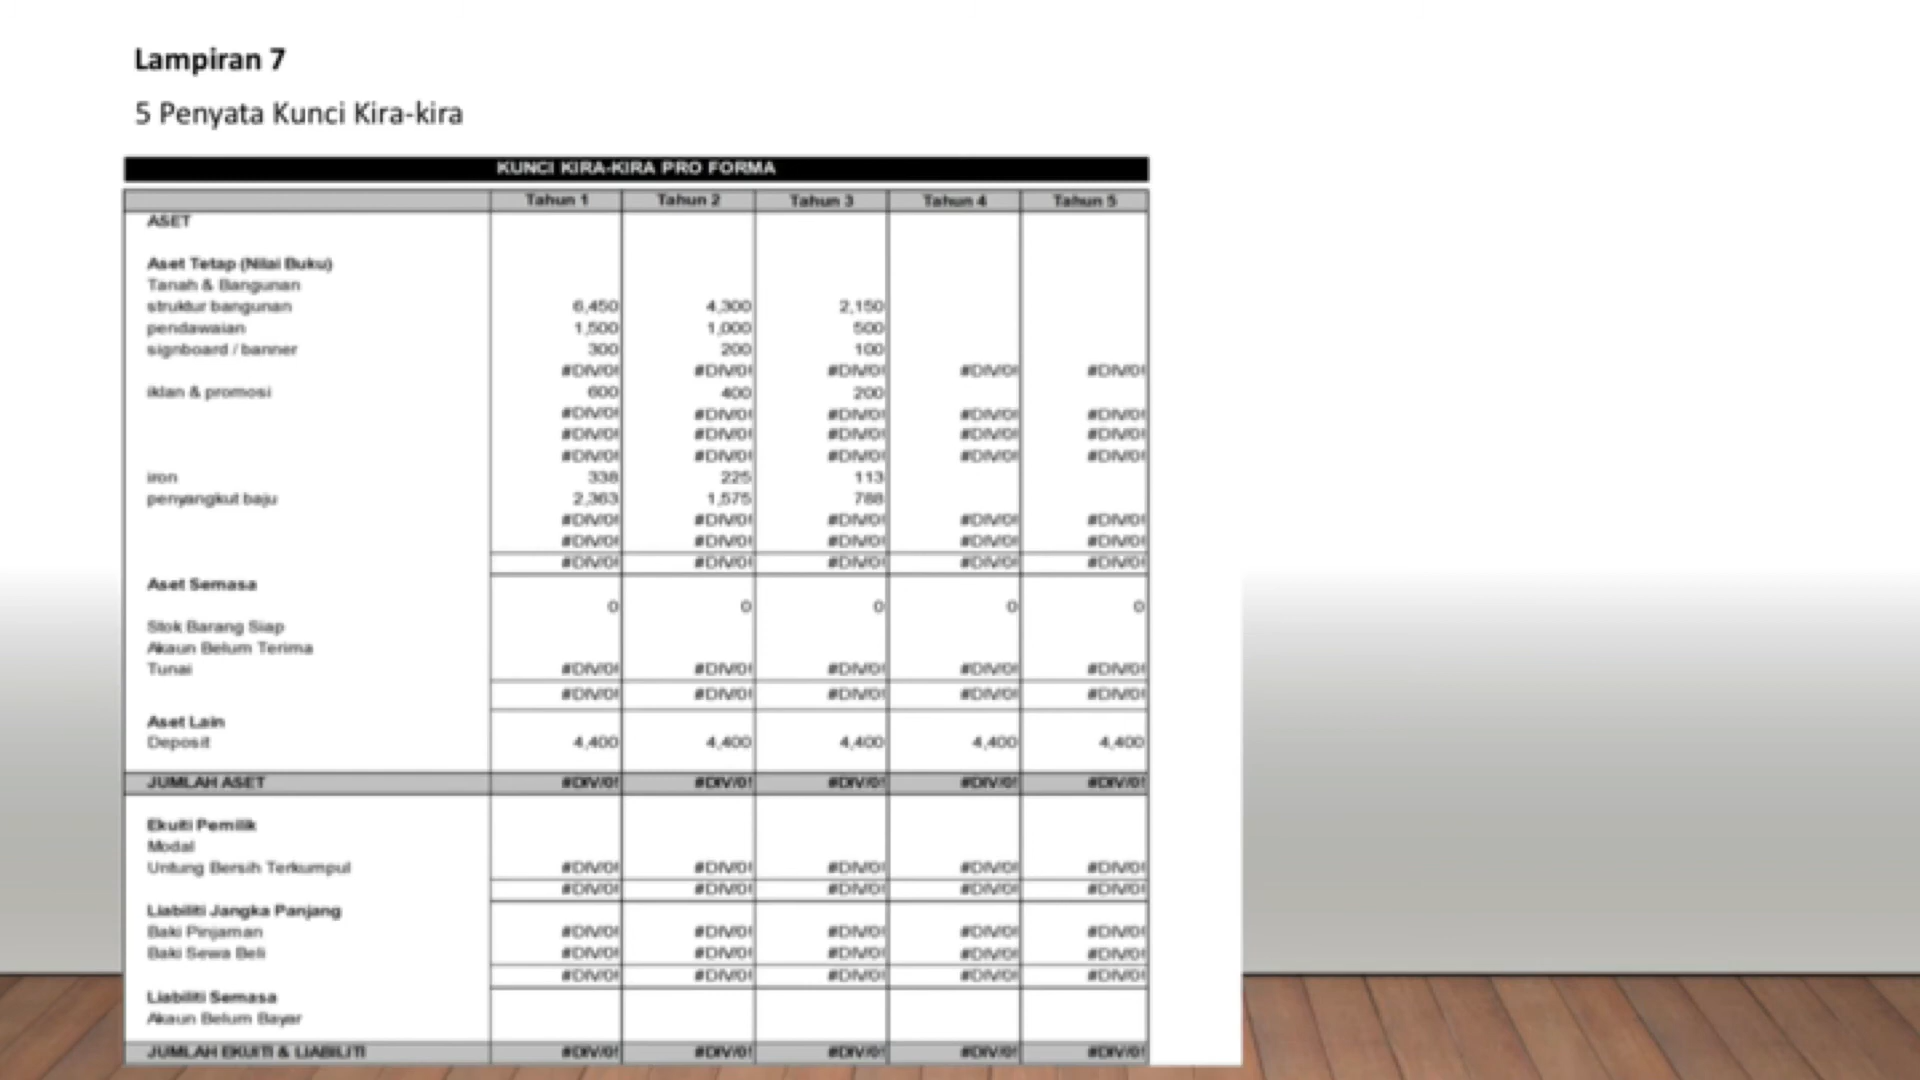 Lampiran 7
5 Penyata Kunci Kira-kira
KUNCI KIRA-KIRA PRO FORMA
Tahun 1 Tahun 2 Tahun 3 Tahun 4 Tahun 5
ASET
Aset Tetap (Nilai Buku)
Tanah & Bangunan
struktur bangunan 6,450 4,300 2,150
pendawaian 1,500 1,000 500
signboard / banner 300 200 100
#DIV/0! #DIV/0! #DIV/0! #DIV/0! #DIV/0!
iklan & promosi 600 400 200
#DIV/0! #DIV/0! #DIV/0! #DIV/0! #DIV/0!
#DIV/0! #DIV/0! #DIV/0! #DIV/0! #DIV/0!
#DIV/0! #DIV/0! #DIV/0! #DIV/0! #DIV/0!
iron 338 225 113
penyangkut baju 2,363 1,575 788
#DIV/0! #DIV/0! #DIV/0! #DIV/0! #DIV/0!
#DIV/0! #DIV/0! #DIV/0! #DIV/0! #DIV/0!
#DIV/0! #DIV/0! #DIV/0! #DIV/0! #DIV/0!
Aset Semasa
0 0 0 0 0
Stok Barang Siap
Akaun Belum Terima
Tunai #DIV/0! #DIV/0! #DIV/0! #DIV/0! #DIV/0!
#DIV/0! #DIV/0! #DIV/0! #DIV/0! #DIV/0!
Aset Lain
Deposit 4,400 4,400 4,400 4,400 4,400
JUMLAH ASET #DIV/0! #DIV/0! #DIV/0! #DIV/0! #DIV/0!
Ekuiti Pemilik
Modal
Untung Bersih Terkumpul #DIV/0! #DIV/0! #DIV/0! #DIV/0! #DIV/0!
#DIV/0! #DIV/0! #DIV/0! #DIV/0! #DIV/0!
Liabiliti Jangka Panjang
Baki Pinjaman #DIV/0! #DIV/0! #DIV/0! #DIV/0! #DIV/0!
Baki Sewa Beli #DIV/0! #DIV/0! #DIV/0! #DIV/0! #DIV/0!
#DIV/0! #DIV/0! #DIV/0! #DIV/0! #DIV/0!
Liabiliti Semasa
Akaun Belum Bayar
JUMLAH EKUITI & LIABILITI #DIV/0! #DIV/0! #DIV/0! #DIV/0! #DIV/0!